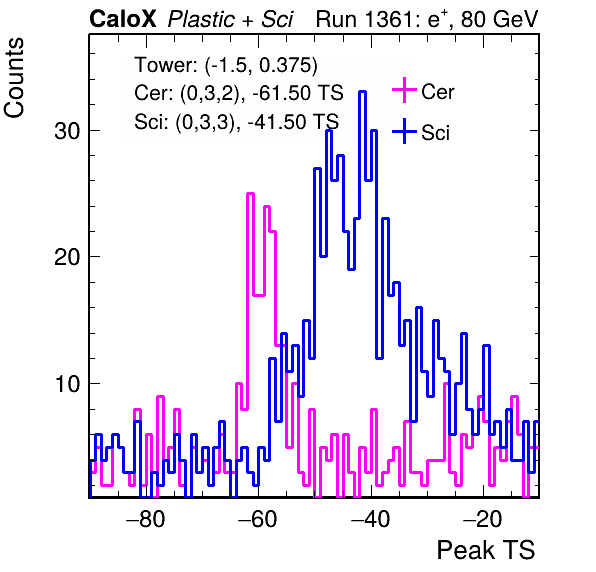 CaloX Plastic + Sci Run 1361: e+, 80 GeV
Tower: (-1.5, 0.375)
Cer: (0,3,2), -61.50 TS
Sci: (0,3,3), -41.50 TS
Cer
Sci
Counts
30
20
10
−80 −60 −40 −20
Peak TS